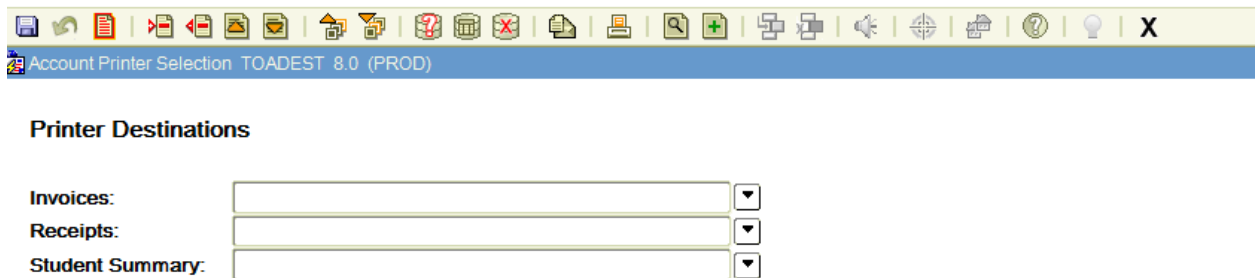 X
Account Printer Selection TOADEST 8.0 (PROD)
Printer Destinations
Invoices:
Receipts:
Student Summary: